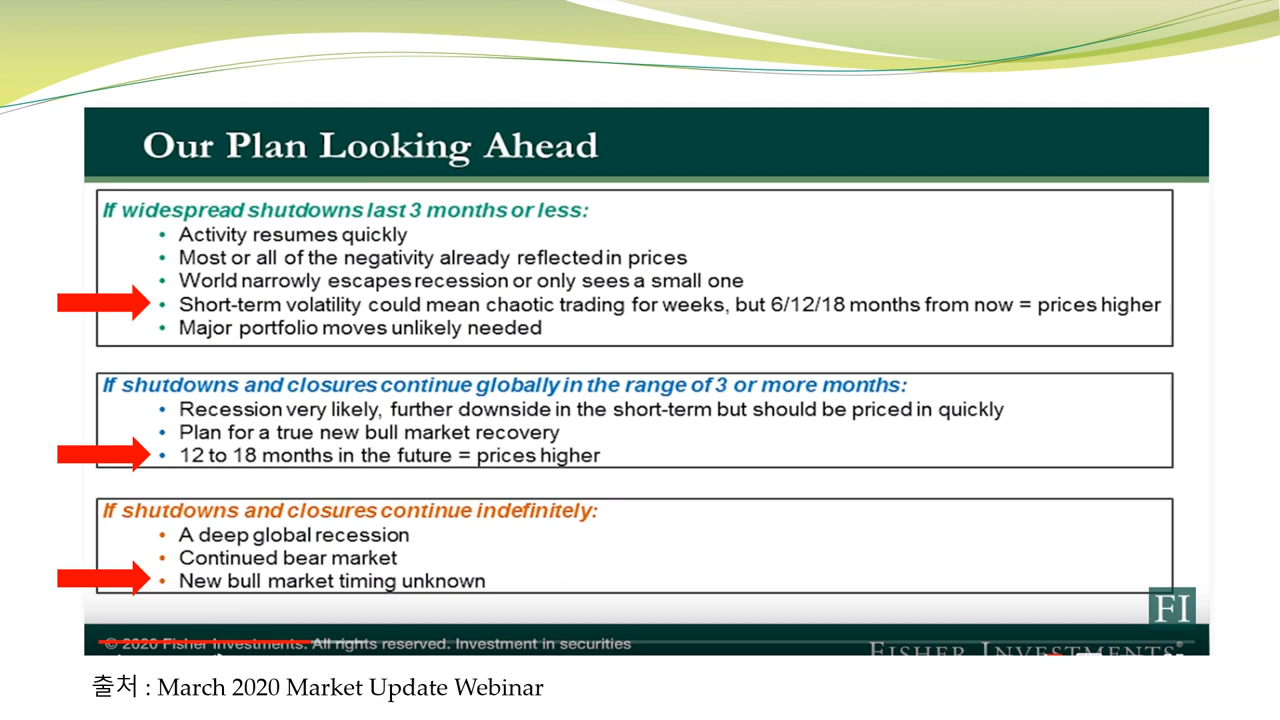 Our Plan Looking Ahead
If widespread shutdowns last 3 months or less:
• Activity resumes quickly
• Most or all of the negativity already reflected in prices
• World narrowly escapes recession or only sees a small one
• Short-term volatility could mean chaotic trading for weeks, but 6/12/18 months from now = prices higher
• Major portfolio moves unlikely needed
If shutdowns and closures continue globally in the range of 3 or more months:
• Recession very likely, further downside in the short-term but should be priced in quickly
• Plan for a true new bull market recovery
• 12 to 18 months in the future = prices higher
If shutdowns and closures continue indefinitely:
• A deep global recession
• Continued bear market
• New bull market timing unknown
FI
© 2020 Fisher Investments. All rights reserved. Investment in securities
FISHER INVESTMENTS®
출처 : March 2020 Market Update Webinar